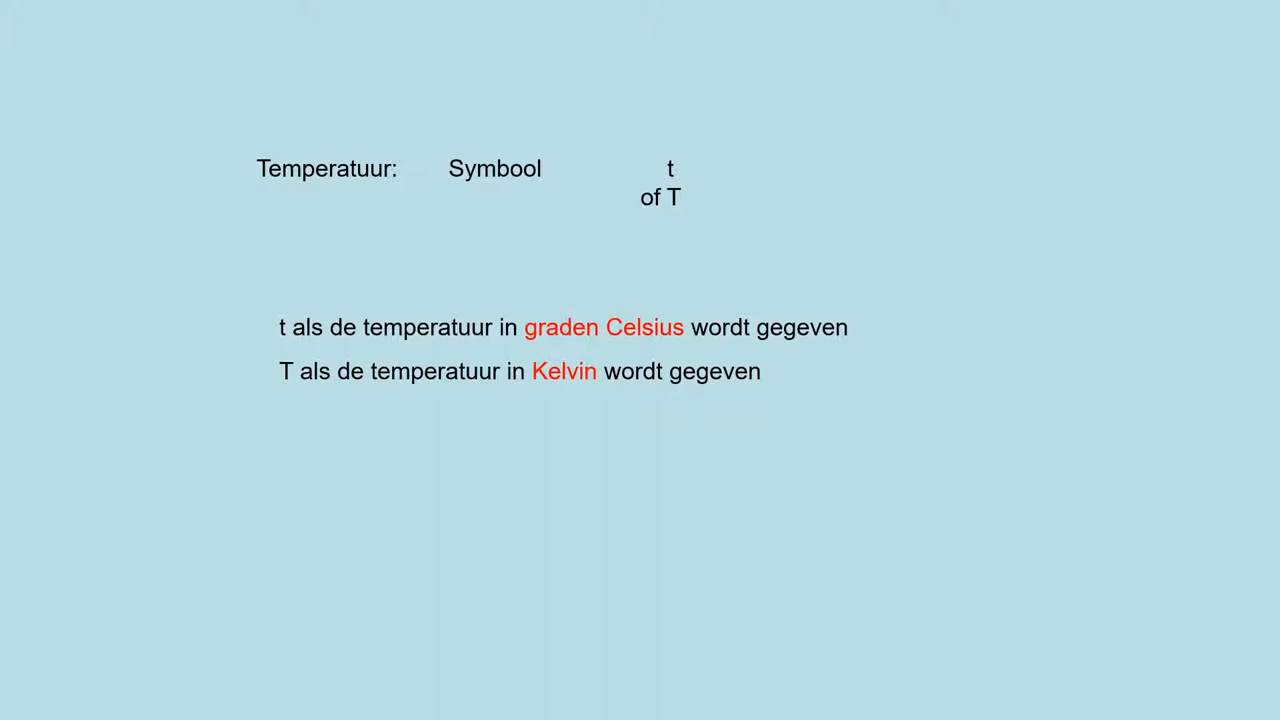 Temperatuur: Symbool t
of T
t als de temperatuur in graden Celsius wordt gegeven
T als de temperatuur in Kelvin wordt gegeven